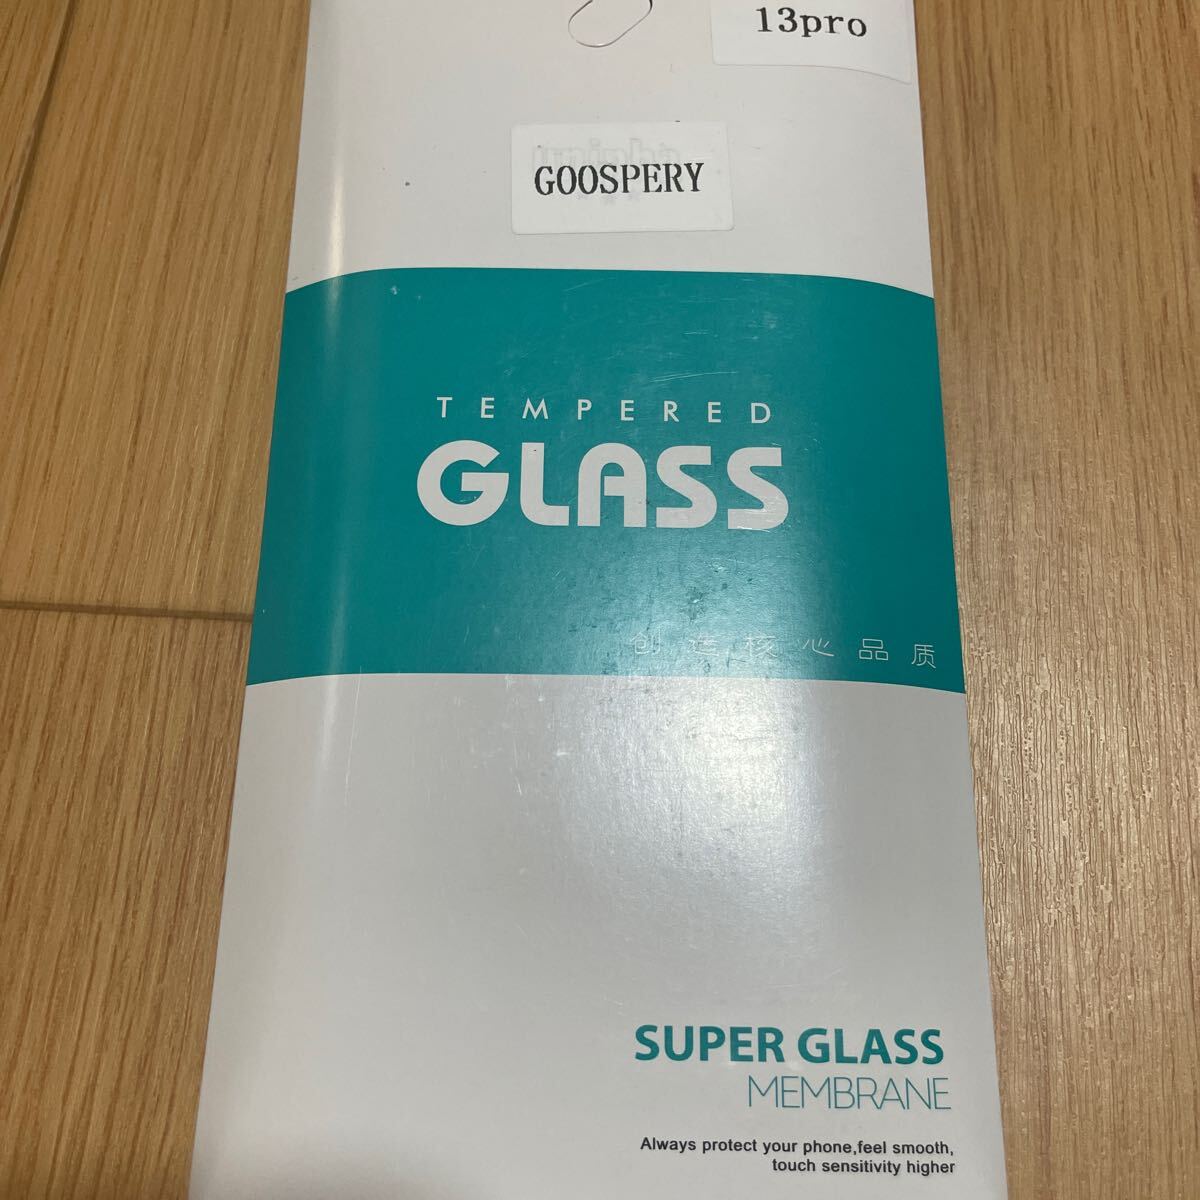 13pro
GOOSPERY
TEMPERED
GLASS
创造核心品质
SUPER GLASS
MEMBRANE
Always protect your phone,feel smooth,
touch sensitivity higher